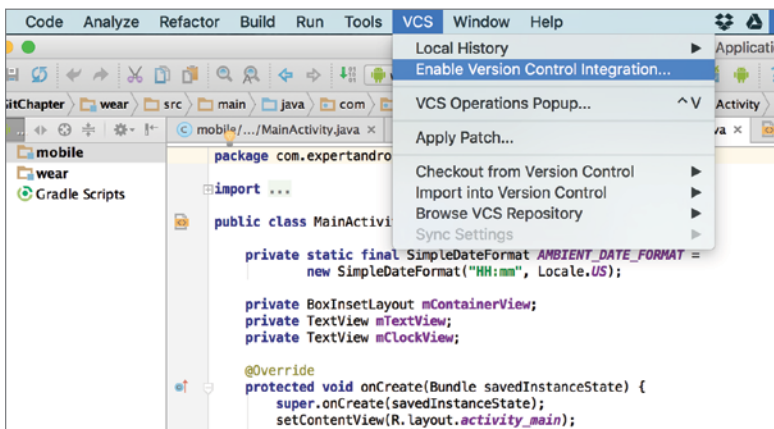 Code Analyze Refactor Build Run Tools VCS Window Help
Local History
Applicati
Enable Version Control Integration...
itChapter wear src main java com
VCS Operations Popup... ^V
Activity
mobile/.../MainActivity.java
Apply Patch...
mobile
package com.expertandro
Checkout from Version Control
wear
Import into Version Control
Gradle Scripts
import ...
Browse VCS Repository
public class MainActivi
Sync Settings
private static final SimpleDateFormat AMBIENT_DATE_FORMAT =
new SimpleDateFormat("HH:mm", Locale.US);
private BoxInsetLayout mContainerView;
private TextView mTextView;
private TextView mClockView;
@Override
protected void onCreate(Bundle savedInstanceState) {
super.onCreate(savedInstanceState);
setContentView(R.layout.activity_main);